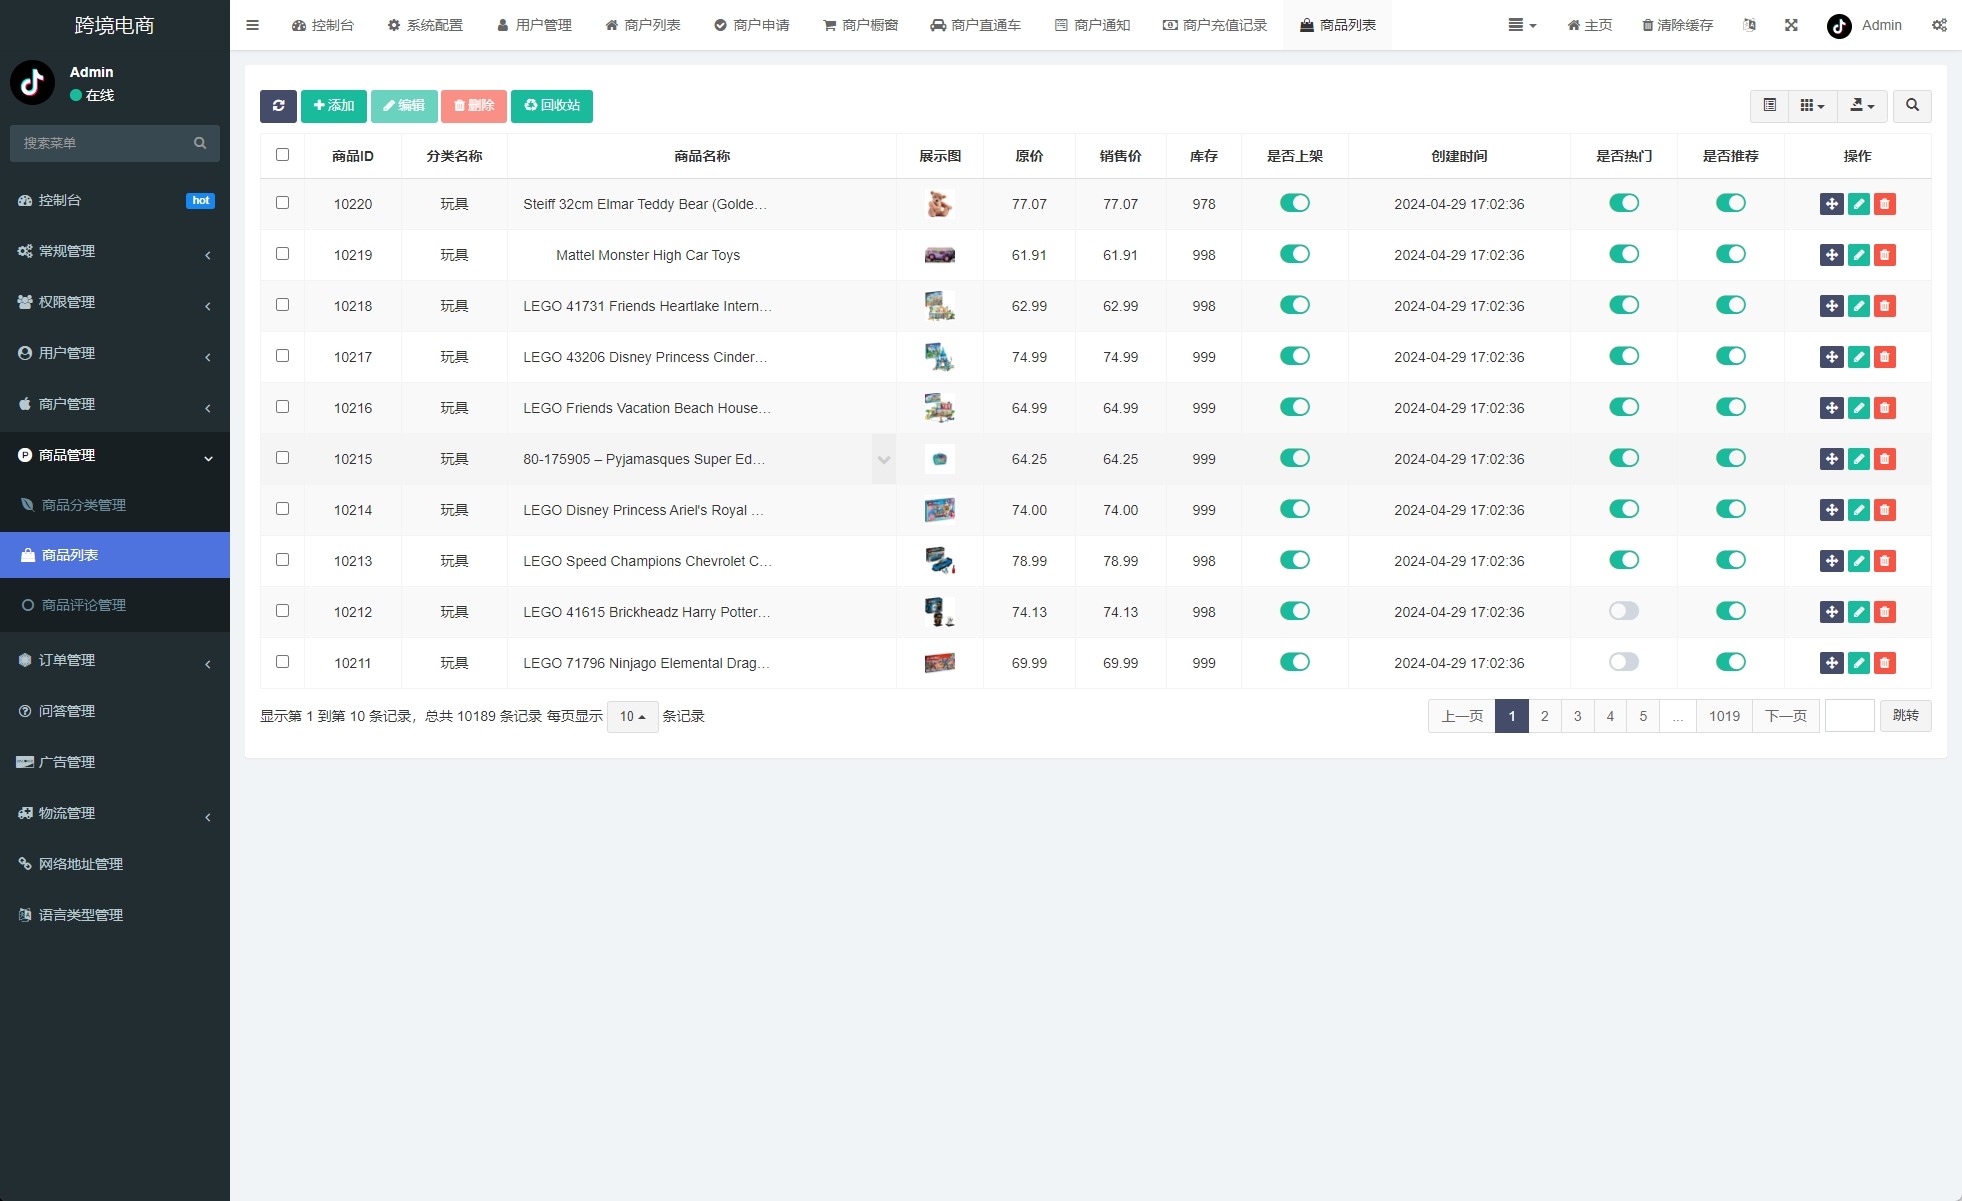 跨境电商
Admin
在线
搜索菜单
控制台 hot
常规管理
权限管理
用户管理
商户管理
商品管理
商品分类管理
商品列表
商品评论管理
订单管理
问答管理
广告管理
物流管理
网络地址管理
语言类型管理
控制台 系统配置 用户管理 商户列表 商户申请 商户橱窗 商户直通车 商户通知 商户充值记录 商品列表 主页 清除缓存 Admin
添加 编辑 删除 回收站
商品ID 分类名称 商品名称 展示图 原价 销售价 库存 是否上架 创建时间 是否热门 是否推荐 操作
10220 玩具 Steiff 32cm Elmar Teddy Bear (Golde… 77.07 77.07 978 2024-04-29 17:02:36
10219 玩具 Mattel Monster High Car Toys 61.91 61.91 998 2024-04-29 17:02:36
10218 玩具 LEGO 41731 Friends Heartlake Intern… 62.99 62.99 998 2024-04-29 17:02:36
10217 玩具 LEGO 43206 Disney Princess Cinder… 74.99 74.99 999 2024-04-29 17:02:36
10216 玩具 LEGO Friends Vacation Beach House… 64.99 64.99 999 2024-04-29 17:02:36
10215 玩具 80-175905 – Pyjamasques Super Ed… 64.25 64.25 999 2024-04-29 17:02:36
10214 玩具 LEGO Disney Princess Ariel's Royal … 74.00 74.00 999 2024-04-29 17:02:36
10213 玩具 LEGO Speed Champions Chevrolet C… 78.99 78.99 998 2024-04-29 17:02:36
10212 玩具 LEGO 41615 Brickheadz Harry Potter… 74.13 74.13 998 2024-04-29 17:02:36
10211 玩具 LEGO 71796 Ninjago Elemental Drag… 69.99 69.99 999 2024-04-29 17:02:36
显示第 1 到第 10 条记录，总共 10189 条记录 每页显示 10 条记录 上一页 1 2 3 4 5 ... 1019 下一页 跳转